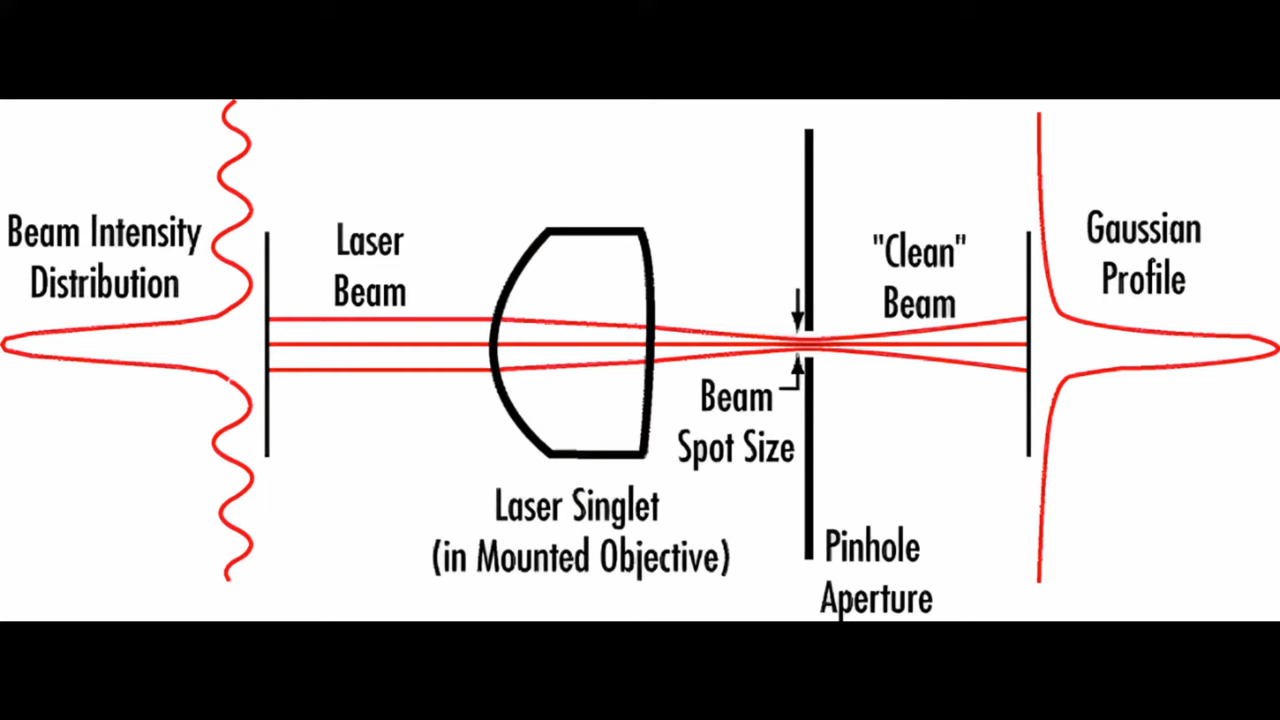 Beam Intensity
Distribution
Laser
Beam
Laser Singlet
(in Mounted Objective)
Beam
Spot Size
Pinhole
Aperture
"Clean"
Beam
Gaussian
Profile